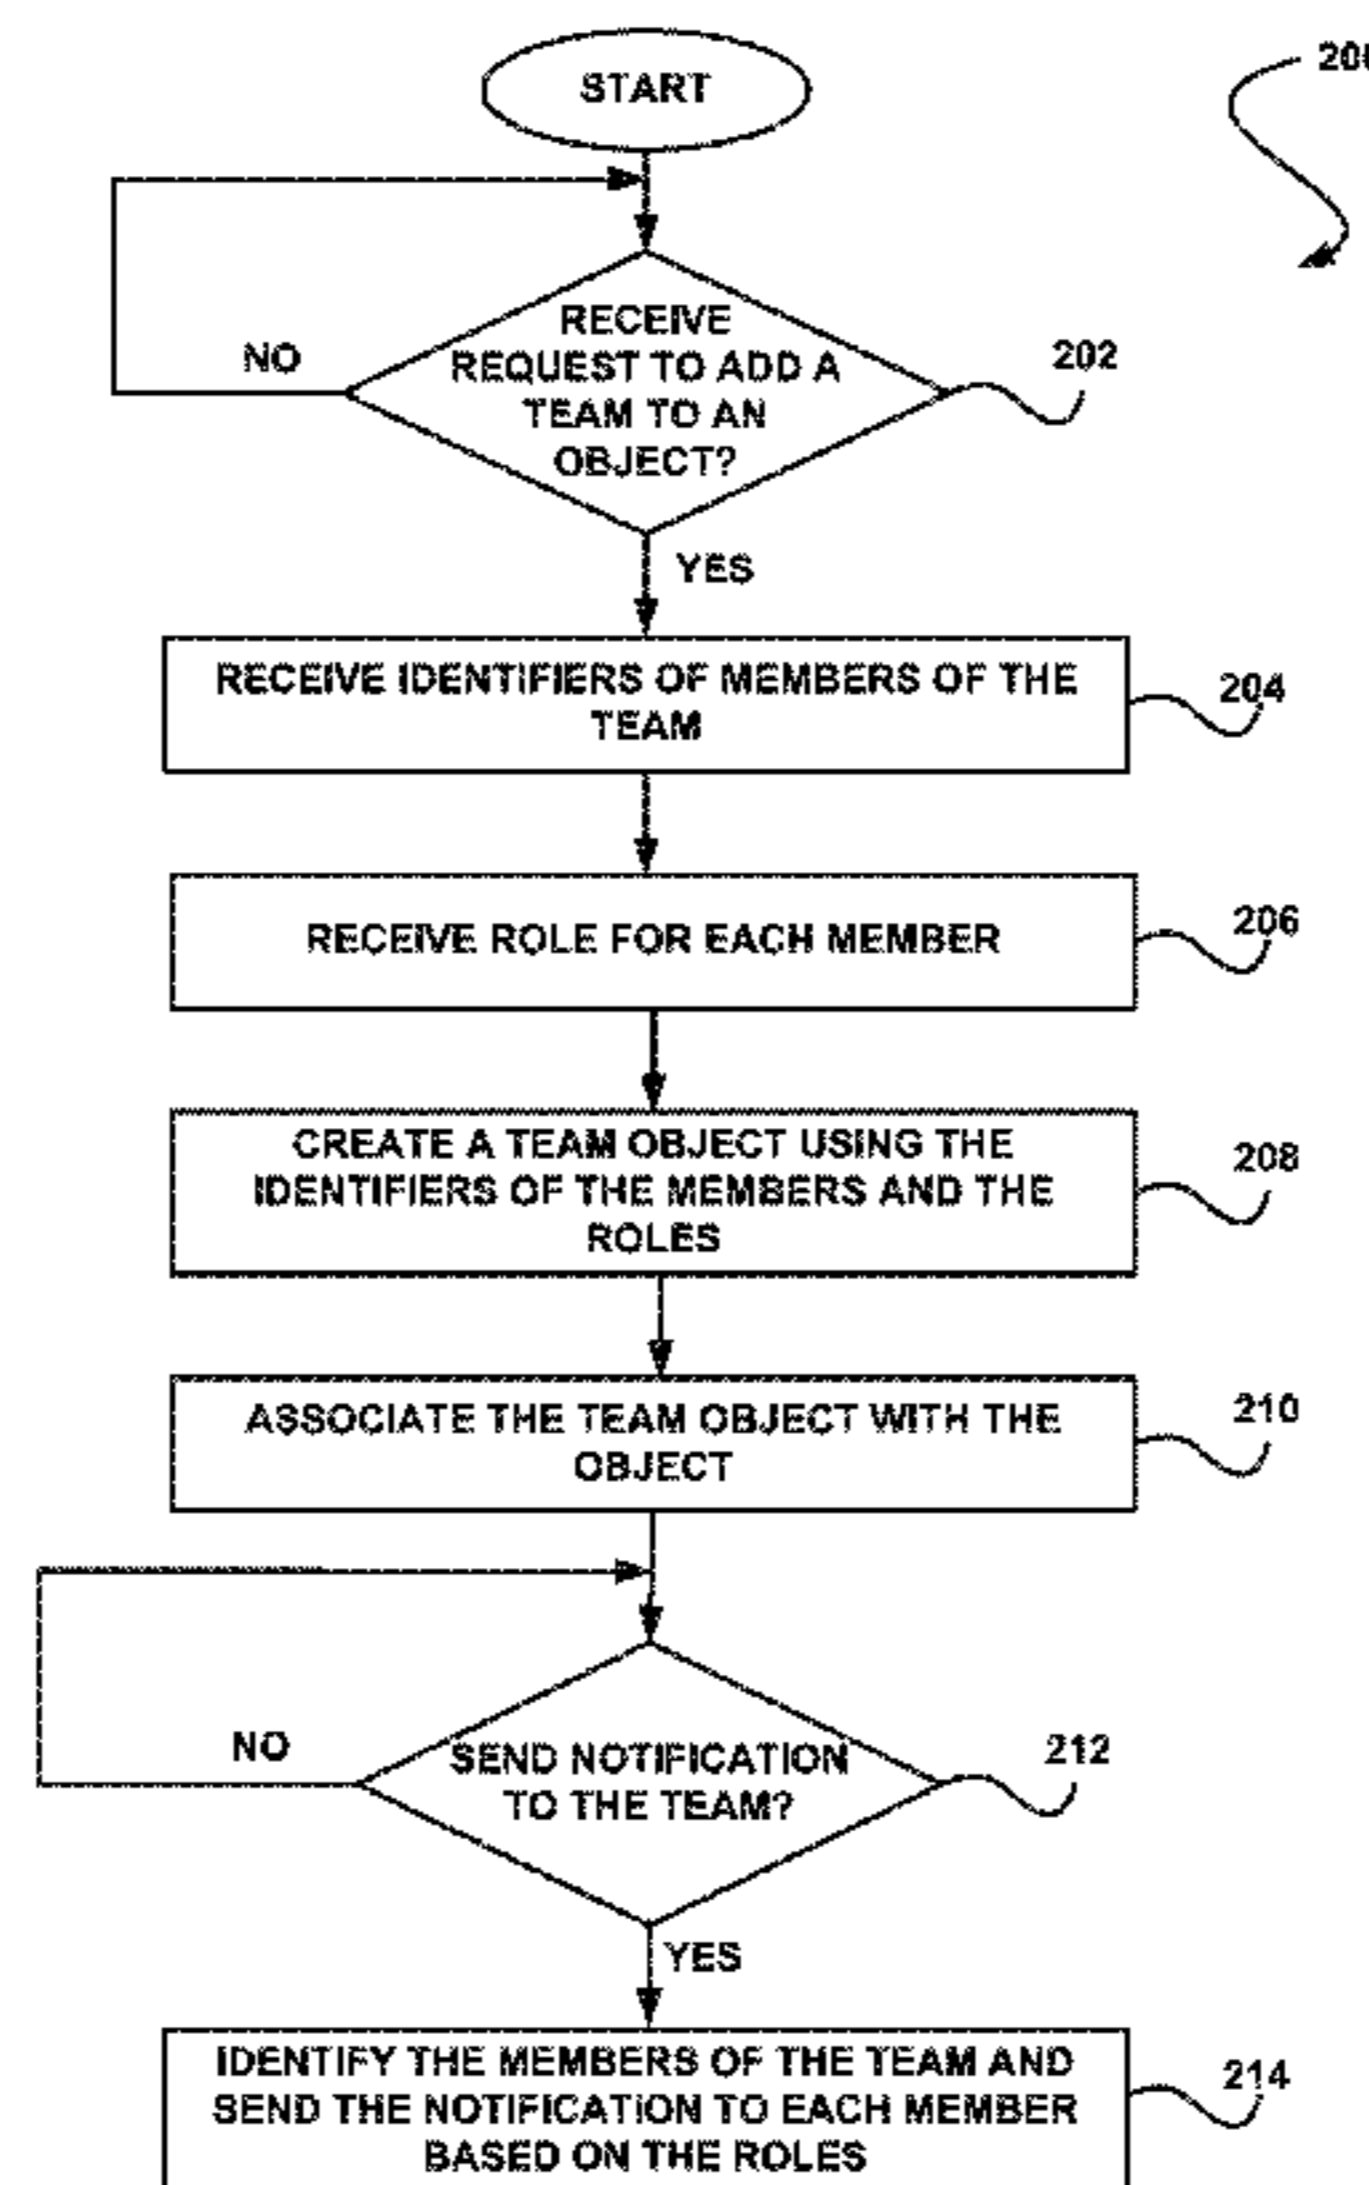 START
200
RECEIVE
REQUEST TO ADD A
TEAM TO AN
OBJECT?
NO
202
YES
RECEIVE IDENTIFIERS OF MEMBERS OF THE
TEAM
204
RECEIVE ROLE FOR EACH MEMBER
206
CREATE A TEAM OBJECT USING THE
IDENTIFIERS OF THE MEMBERS AND THE
ROLES
208
ASSOCIATE THE TEAM OBJECT WITH THE
OBJECT
210
NO
SEND NOTIFICATION
TO THE TEAM?
212
YES
IDENTIFY THE MEMBERS OF THE TEAM AND
SEND THE NOTIFICATION TO EACH MEMBER
BASED ON THE ROLES
214